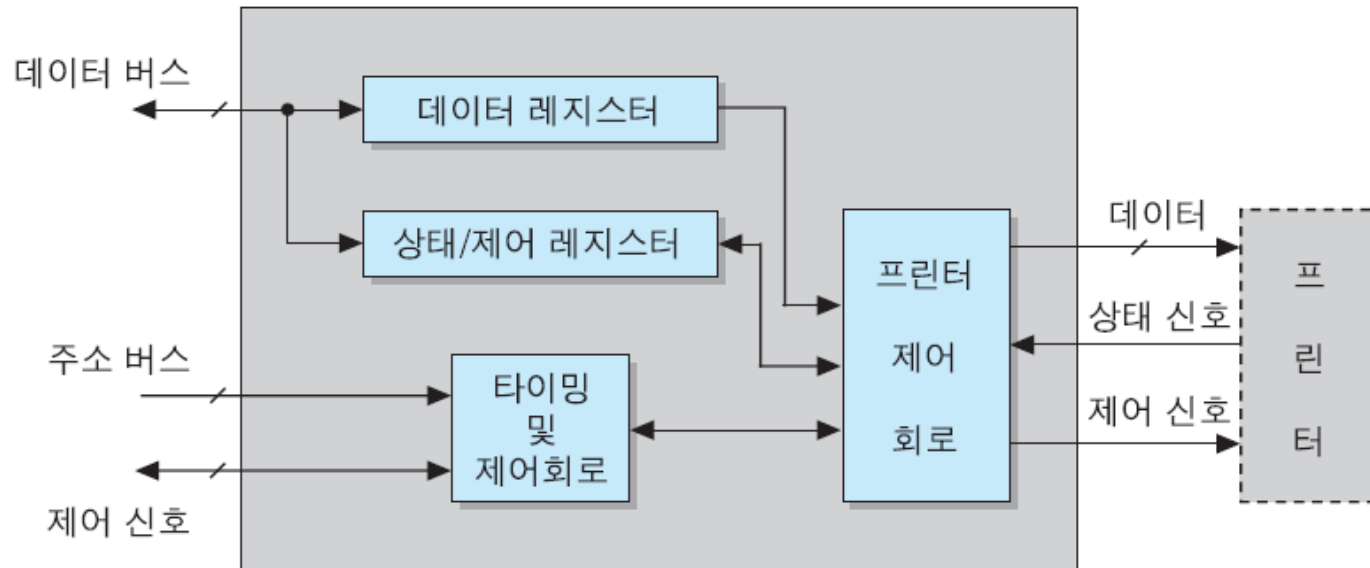 데이터 버스
데이터 레지스터
상태/제어 레지스터
주소 버스
타이밍
및
제어회로
제어 신호
프린터
제어
회로
데이터
상태 신호
제어 신호
프
린
터